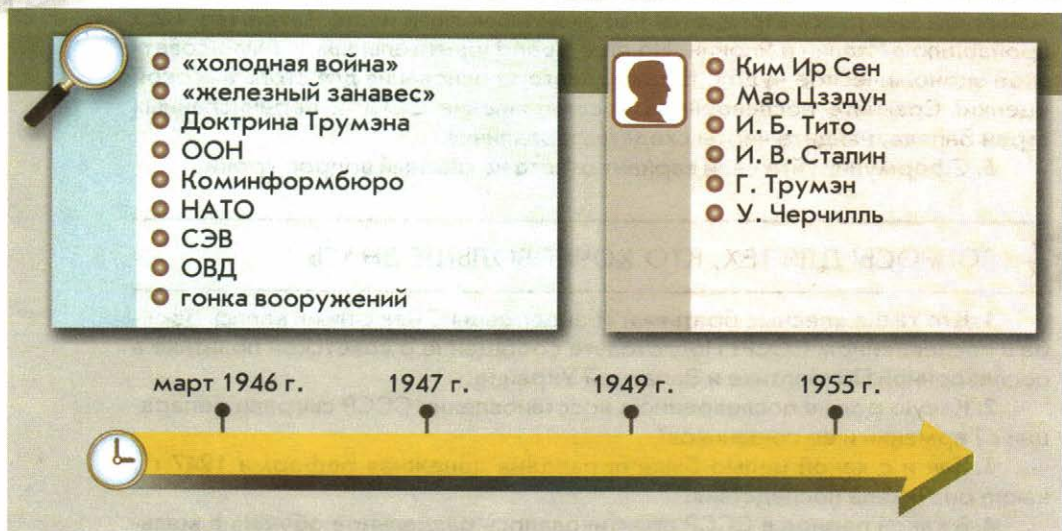 «холодная война»
«железный занавес»
Доктрина Трумэна
ООН
Коминформбюро
НАТО
СЭВ
ОВД
гонка вооружений
Ким Ир Сен
Мао Цзэдун
И. Б. Тито
И. В. Сталин
Г. Трумэн
У. Черчилль
март 1946 г.
1947 г.
1949 г.
1955 г.